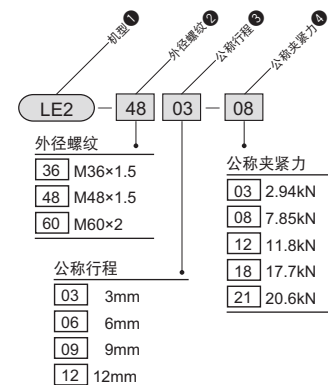 机型❶
外径螺纹❷
公称行程❸
公称夹紧力❹
LE2 — 48 03 — 08
外径螺纹
36 M36×1.5
48 M48×1.5
60 M60×2
公称夹紧力
03 2.94kN
08 7.85kN
12 11.8kN
18 17.7kN
21 20.6kN
公称行程
03 3mm
06 6mm
09 9mm
12 12mm